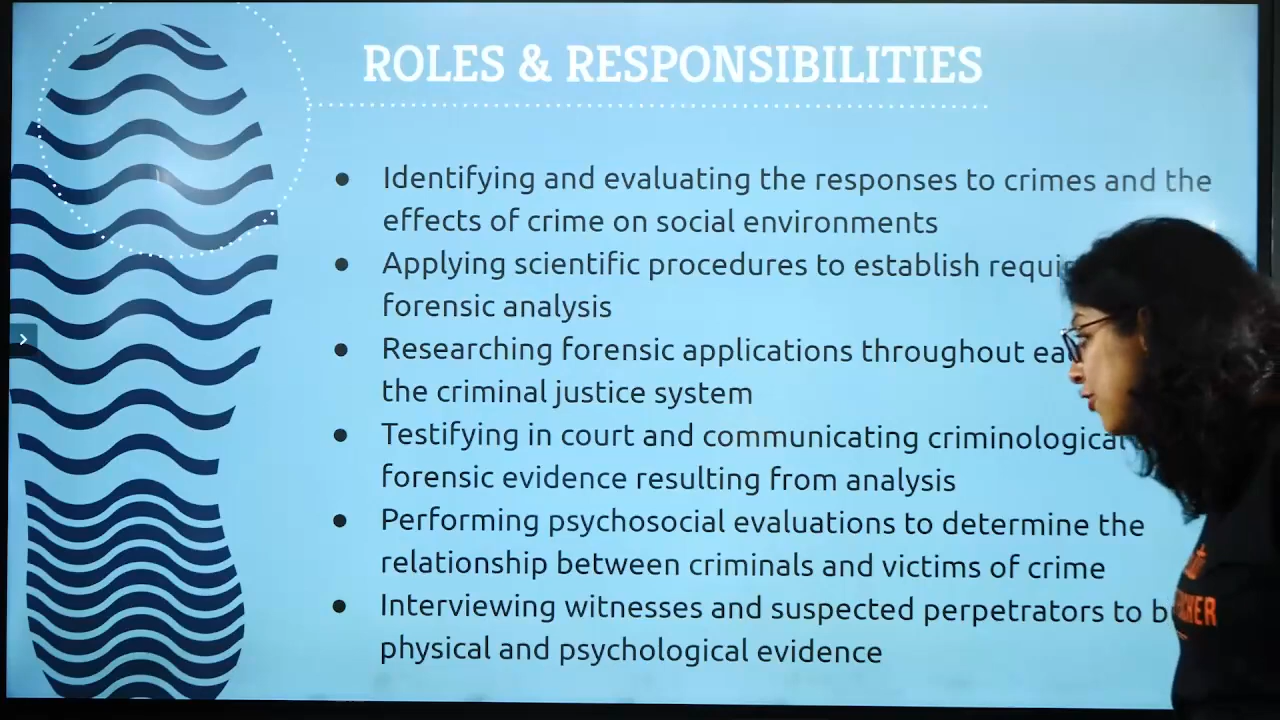 ROLES & RESPONSIBILITIES
● Identifying and evaluating the responses to crimes and the
effects of crime on social environments
● Applying scientific procedures to establish
forensic analysis
● Researching forensic applications throughout
the criminal justice system
● Testifying in court and communicating criminological
forensic evidence resulting from analysis
● Performing psychosocial evaluations to determine the
relationship between criminals and victims of crime
● Interviewing witnesses and suspected perpetrators to
physical and psychological evidence